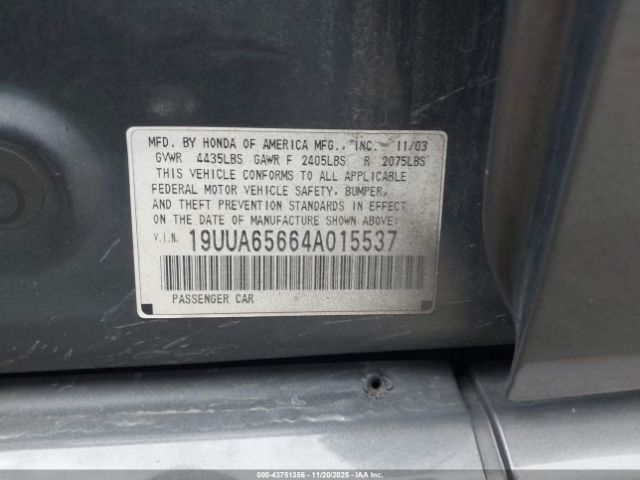 MFD. BY HONDA OF AMERICA MFG., INC. 11/03
GVWR 4435LBS GAWR F 2405LBS R 2075LBS
THIS VEHICLE CONFORMS TO ALL APPLICABLE
FEDERAL MOTOR VEHICLE SAFETY, BUMPER,
AND THEFT PREVENTION STANDARDS IN EFFECT
ON THE DATE OF MANUFACTURE SHOWN ABOVE.
V.I.N. 19UUA65664A015537
PASSENGER CAR
000-43751356 - 11/20/2025 - IAAI.COM